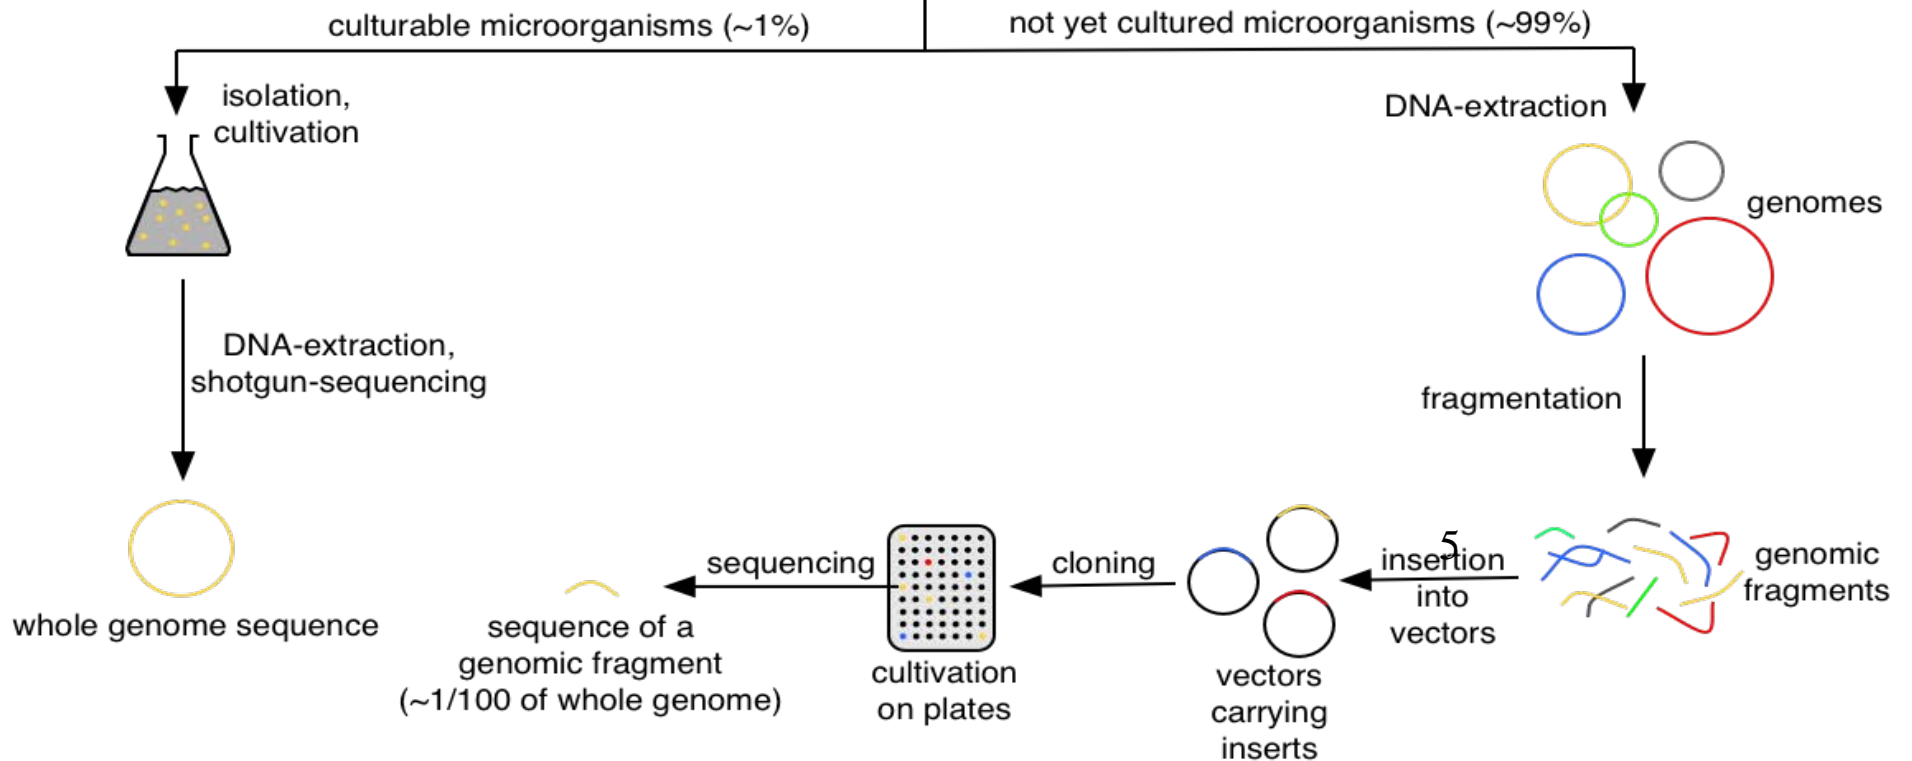 culturable microorganisms (~1%)
not yet cultured microorganisms (~99%)
isolation,
cultivation
DNA-extraction
genomes
DNA-extraction,
shotgun-sequencing
fragmentation
whole genome sequence
sequencing
sequence of a
genomic fragment
(~1/100 of whole genome)
cultivation
on plates
cloning
vectors
carrying
inserts
5
insertion
into
vectors
genomic
fragments